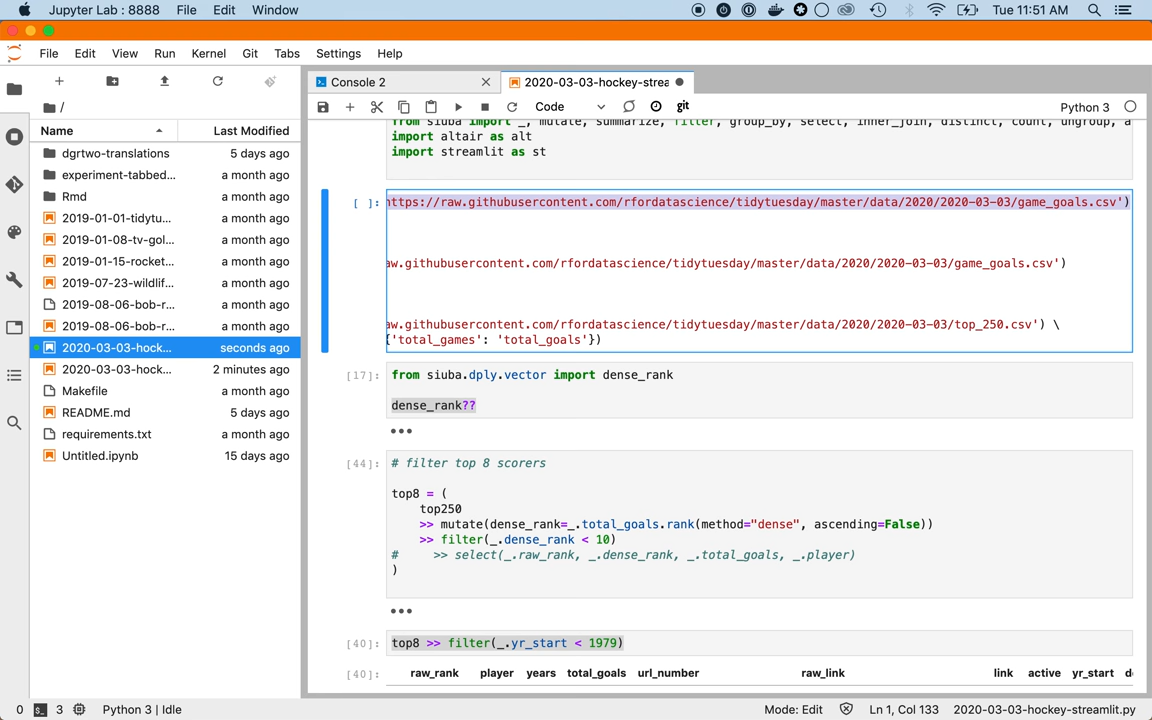 Jupyter Lab : 8888 File Edit Window Tue 11:51 AM
File Edit View Run Kernel Git Tabs Settings Help
Console 2
2020-03-03-hockey-strea
Code
git
Python 3
/
Name Last Modified
dgrtwo-translations 5 days ago
experiment-tabbed... a month ago
Rmd a month ago
2019-01-01-tidytu... a month ago
2019-01-08-tv-gol... a month ago
2019-01-15-rocket... a month ago
2019-07-23-wildlif... a month ago
2019-08-06-bob-r... a month ago
2019-08-06-bob-r... a month ago
2020-03-03-hock... seconds ago
2020-03-03-hock... 2 minutes ago
Makefile a month ago
README.md 5 days ago
requirements.txt a month ago
Untitled.ipynb 15 days ago
from siuba import _, mutate, summarize, filter, group_by, select, inner_join, distinct, count, ungroup, a
import altair as alt
import streamlit as st
[ ]: https://raw.githubusercontent.com/rfordatascience/tidytuesday/master/data/2020/2020-03-03/game_goals.csv')
aw.githubusercontent.com/rfordatascience/tidytuesday/master/data/2020/2020-03-03/game_goals.csv')
aw.githubusercontent.com/rfordatascience/tidytuesday/master/data/2020/2020-03-03/top_250.csv') \
{'total_games': 'total_goals'})
[17]: from siuba.dply.vector import dense_rank
dense_rank??
[44]: # filter top 8 scorers
top8 = (
top250
>> mutate(dense_rank=_.total_goals.rank(method="dense", ascending=False))
>> filter(_.dense_rank < 10)
# >> select(_.raw_rank, _.dense_rank, _.total_goals, _.player)
)
[40]: top8 >> filter(_.yr_start < 1979)
[40]: raw_rank player years total_goals url_number raw_link link active yr_start d
0 3 Python 3 | Idle Mode: Edit Ln 1, Col 133 2020-03-03-hockey-streamlit.py